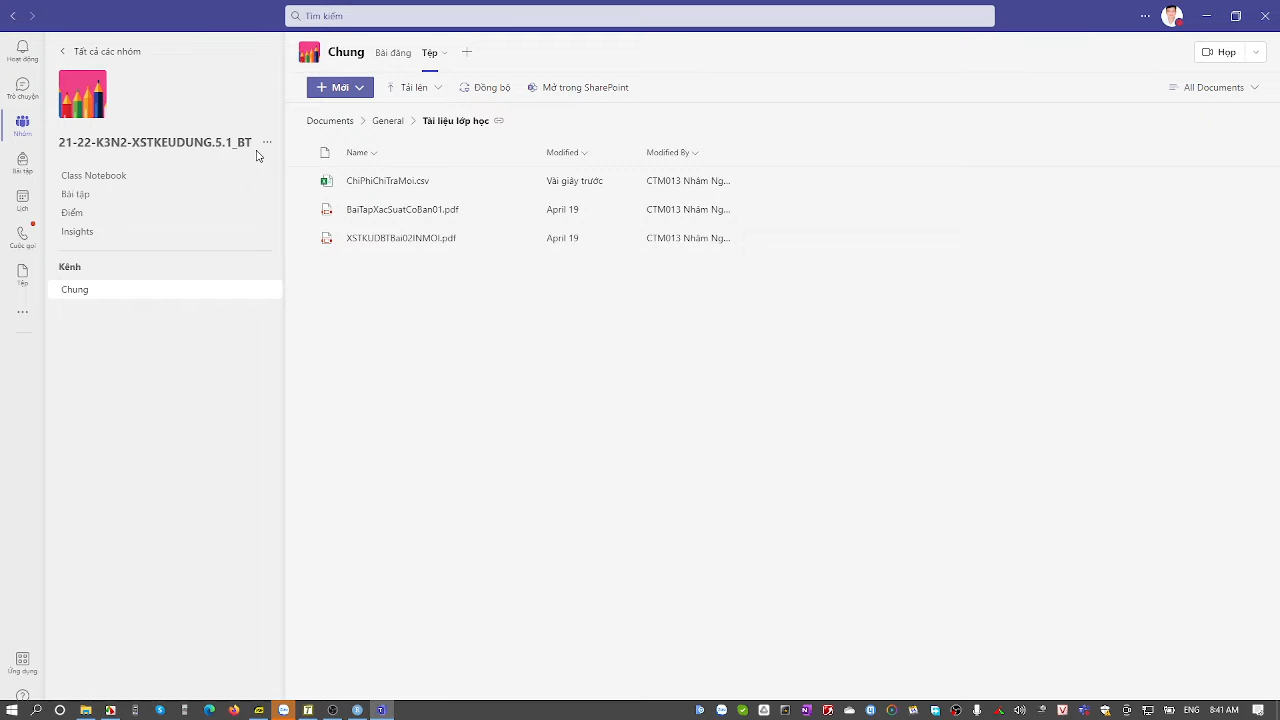 Tìm kiếm
Hoạt động
Trò chuyện
Nhóm
Bài tập
Lịch
Cuộc gọi
Tệp
Ứng dụng
Tất cả các nhóm
21-22-K3N2-XSTKEUDUNG.5.1_BT
Class Notebook
Bài tập
Điểm
Insights
Kênh
Chung
Chung Bài đăng Tệp
Họp
Mới Tải lên Đồng bộ Mở trong SharePoint All Documents
Documents General Tài liệu lớp học
Name Modified Modified By
ChiPhiChiTraMoi.csv Vài giây trước CTM013 Nhâm Ng...
BaiTapXacSuatCoBan01.pdf April 19 CTM013 Nhâm Ng...
XSTKUDBTBai02INMOI.pdf April 19 CTM013 Nhâm Ng...
ENG 8:41 AM